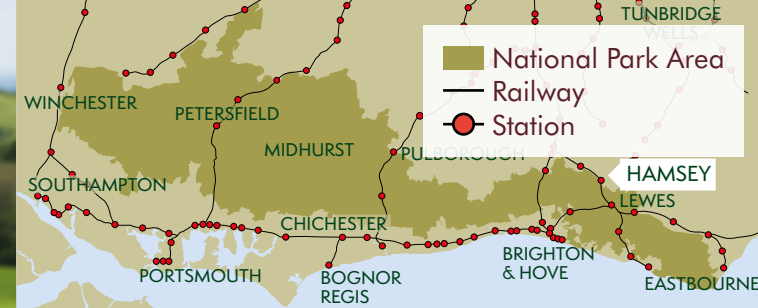 TUNBRIDGE
WELLS
National Park Area
Railway
Station
WINCHESTER
PETERSFIELD
MIDHURST
PULBOROUGH
HAMSEY
SOUTHAMPTON
LEWES
CHICHESTER
BRIGHTON
& HOVE
PORTSMOUTH
BOGNOR
REGIS
EASTBOURNE